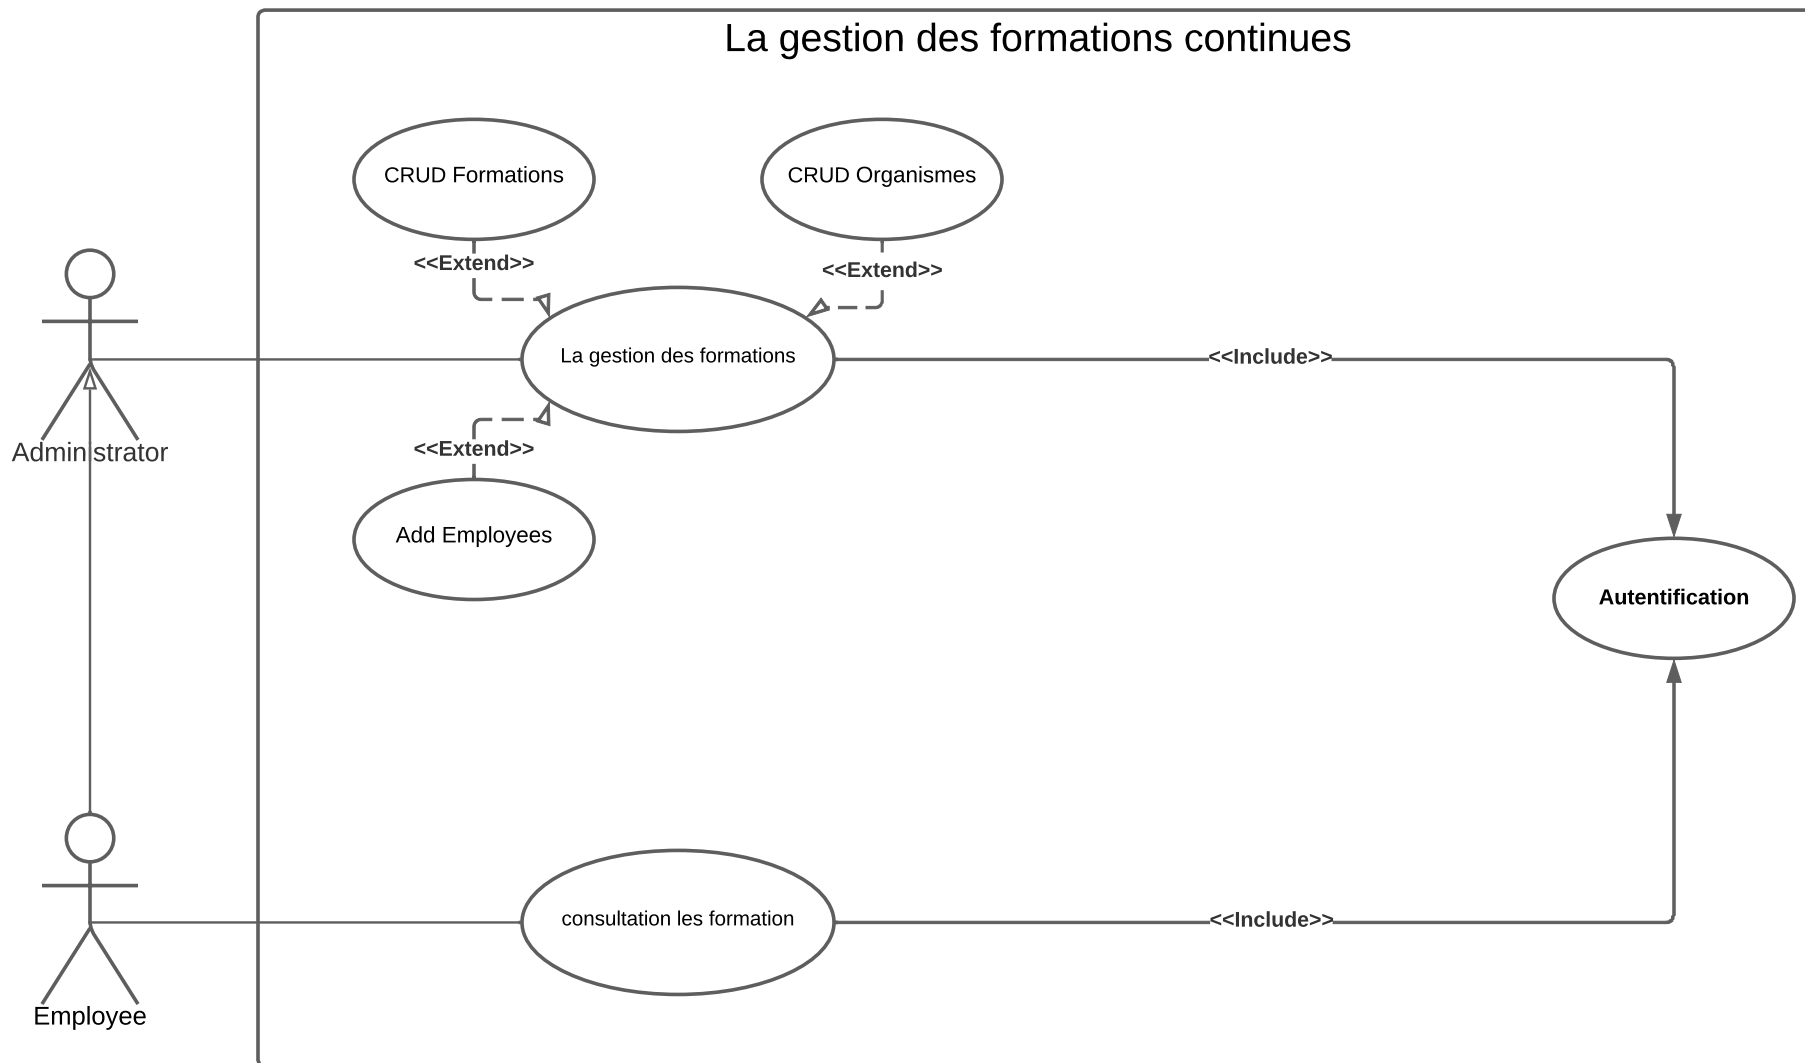 La gestion des formations continues
CRUD Formations
CRUD Organismes
<<Extend>>
<<Extend>>
La gestion des formations
<<Include>>
Administrator
<<Extend>>
Add Employees
Autentification
consultation les formation
<<Include>>
Employee